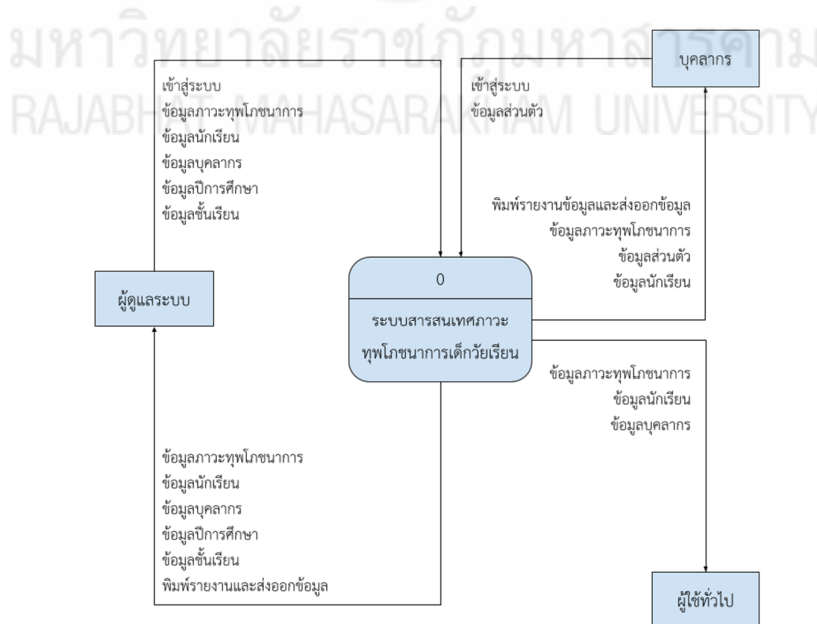 มหาวิทยาลัยราชภัฏมหาสารคาม
RAJABHAT MAHASARAKHAM UNIVERSITY
บุคลากร
เข้าสู่ระบบ
ข้อมูลภาวะทุพโภชนาการ
ข้อมูลนักเรียน
ข้อมูลบุคลากร
ข้อมูลปีการศึกษา
ข้อมูลชั้นเรียน
เข้าสู่ระบบ
ข้อมูลส่วนตัว
พิมพ์รายงานข้อมูลและส่งออกข้อมูล
ข้อมูลภาวะทุพโภชนาการ
ข้อมูลส่วนตัว
ข้อมูลนักเรียน
ผู้ดูแลระบบ
0
ระบบสารสนเทศภาวะ
ทุพโภชนาการเด็กวัยเรียน
ข้อมูลภาวะทุพโภชนาการ
ข้อมูลนักเรียน
ข้อมูลบุคลากร
ข้อมูลภาวะทุพโภชนาการ
ข้อมูลนักเรียน
ข้อมูลบุคลากร
ข้อมูลปีการศึกษา
ข้อมูลชั้นเรียน
พิมพ์รายงานและส่งออกข้อมูล
ผู้ใช้ทั่วไป